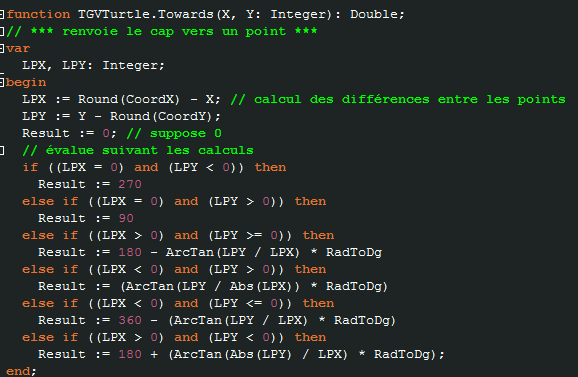 function TGVTurtle.Towards(X, Y: Integer): Double;
// *** renvoie le cap vers un point ***
var
  LPX, LPY: Integer;
begin
  LPX := Round(CoordX) - X; // calcul des différences entre les points
  LPY := Y - Round(CoordY);
  Result := 0; // suppose 0
  // évalue suivant les calculs
  if ((LPX = 0) and (LPY < 0)) then
    Result := 270
  else if ((LPX = 0) and (LPY > 0)) then
    Result := 90
  else if ((LPX > 0) and (LPY >= 0)) then
    Result := 180 - ArcTan(LPY / LPX) * RadToDg
  else if ((LPX < 0) and (LPY > 0)) then
    Result := (ArcTan(LPY / Abs(LPX)) * RadToDg)
  else if ((LPX < 0) and (LPY <= 0)) then
    Result := 360 - (ArcTan(LPY / LPX) * RadToDg)
  else if ((LPX > 0) and (LPY < 0)) then
    Result := 180 + (ArcTan(Abs(LPY) / LPX) * RadToDg);
end;